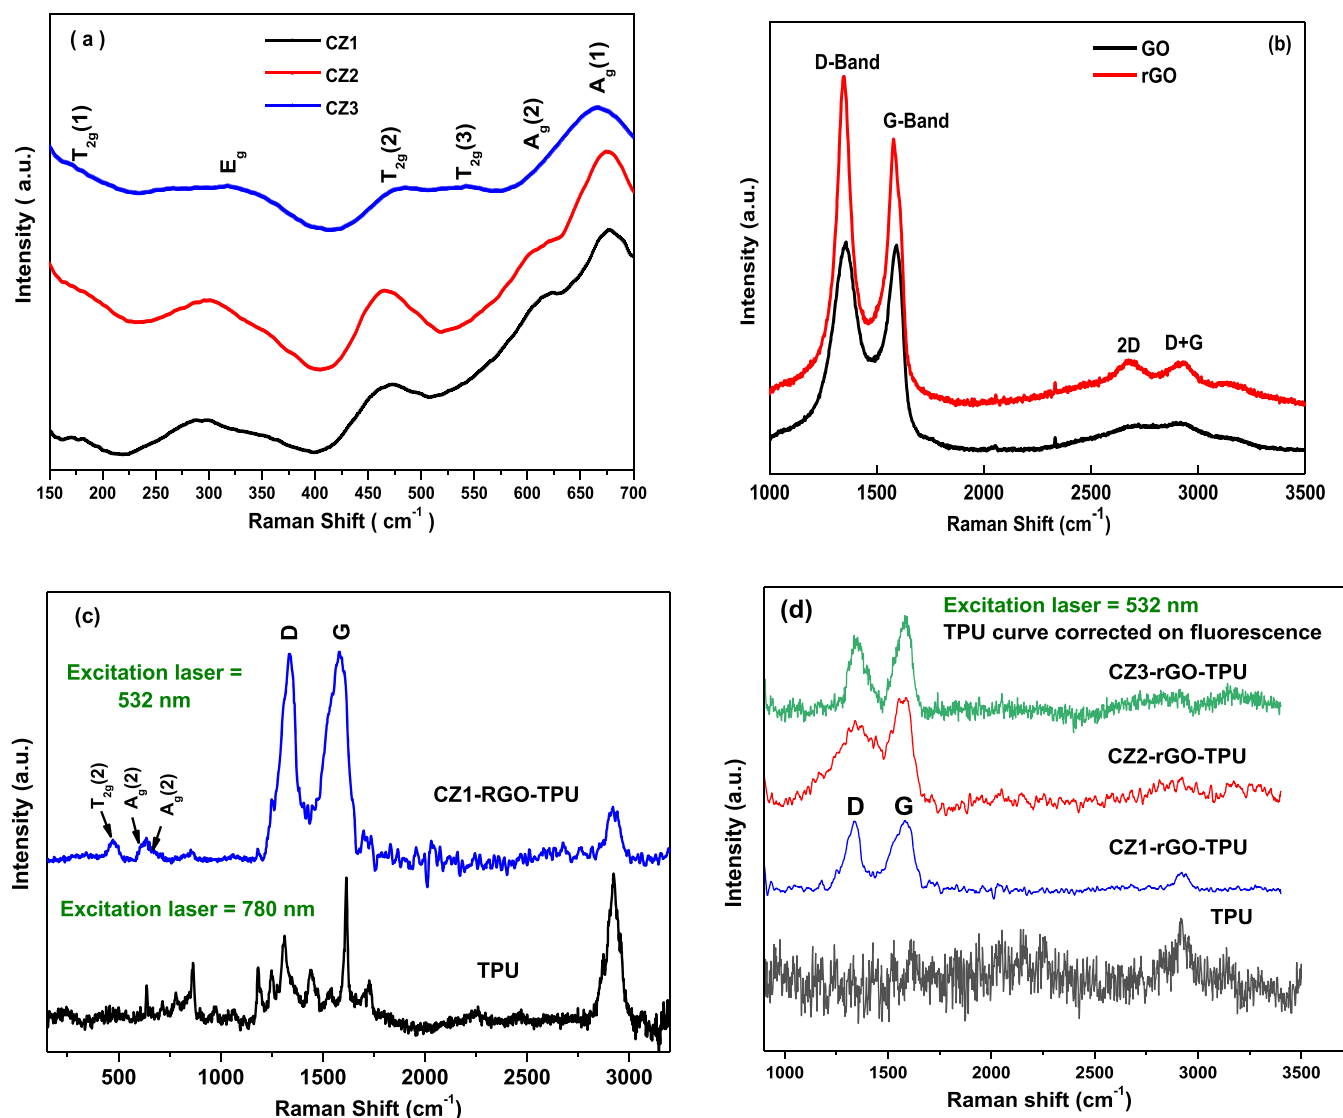 ( a )
CZ1
CZ2
CZ3
T2g(1)
Eg
T2g(2)
T2g(3)
Ag(2)
Ag(1)
Intensity ( a.u.)
150 200 250 300 350 400 450 500 550 600 650 700
Raman Shift ( cm-1 )
(b)
GO
rGO
D-Band
G-Band
2D
D+G
Intensity (a.u.)
1000 1500 2000 2500 3000 3500
Raman Shift (cm-1)
(c)
D
G
Excitation laser =
532 nm
T2g(2)
Ag(2)
Ag(2)
CZ1-RGO-TPU
Excitation laser = 780 nm
TPU
Intensity (a.u.)
500 1000 1500 2000 2500 3000
Raman Shift (cm-1)
(d)
Excitation laser = 532 nm
TPU curve corrected on fluorescence
CZ3-rGO-TPU
CZ2-rGO-TPU
D
G
CZ1-rGO-TPU
TPU
Intensity (a.u.)
1000 1500 2000 2500 3000 3500
Raman shift (cm-1)